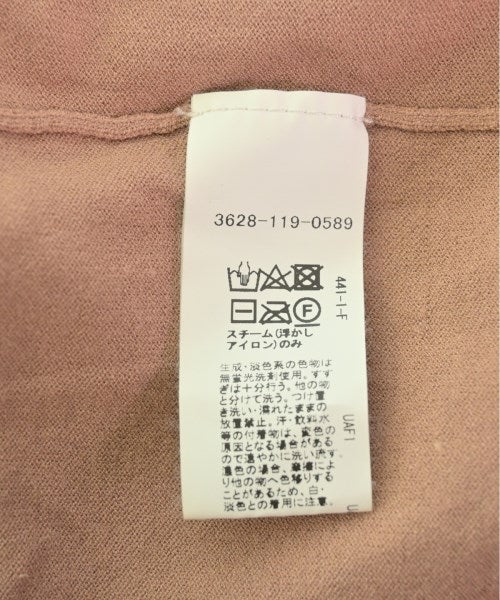 3628-119-0589
F
441-1-F
スチーム(浮かし
アイロン)のみ
生成・淡色系の色物は
無蛍光洗剤使用。すす
ぎは十分行う。他の物
と分けて洗う。つけ置
き洗い・濡れたままの
放置禁止。汗・飲料水
等の付着物は、変色の
原因となる場合がある
ので速やかに洗い流す。
濃色の場合、摩擦によ
り他の物へ色移りする
ことがあるため、白・
淡色との着用に注意。
UAF1